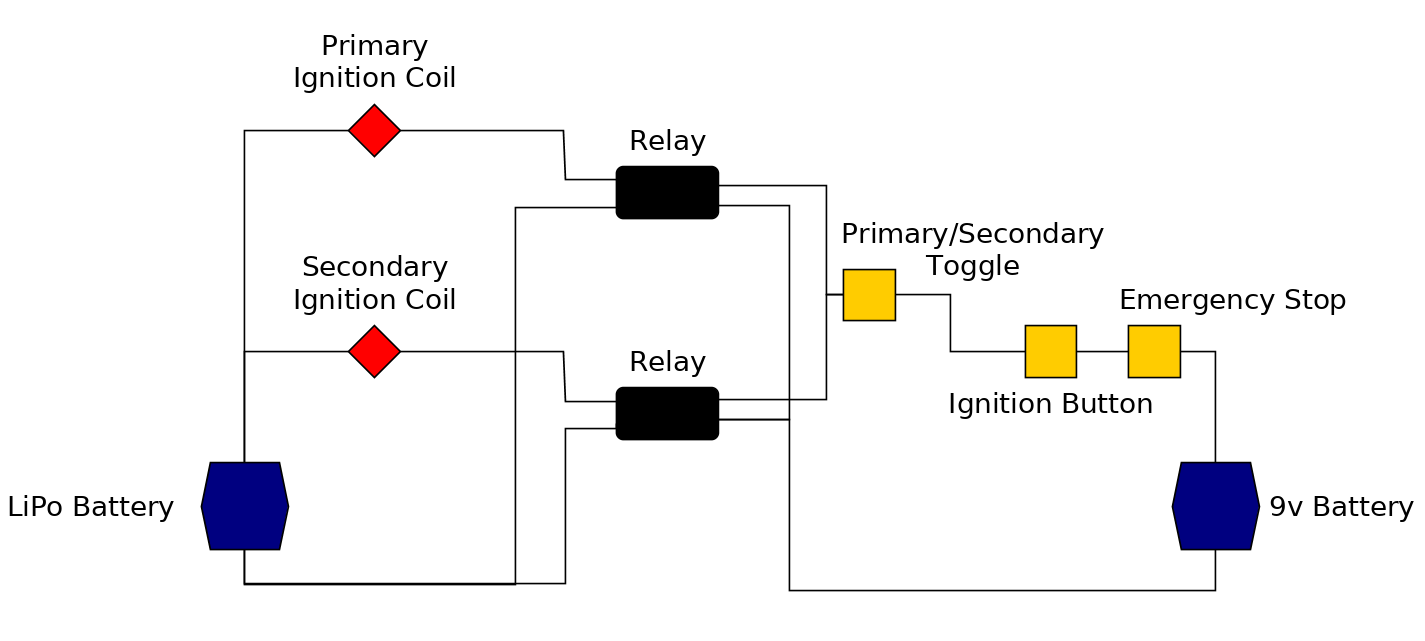 Primary
Ignition Coil
Relay
Primary/Secondary
Toggle
Secondary
Ignition Coil
Emergency Stop
Relay
Ignition Button
LiPo Battery
9v Battery